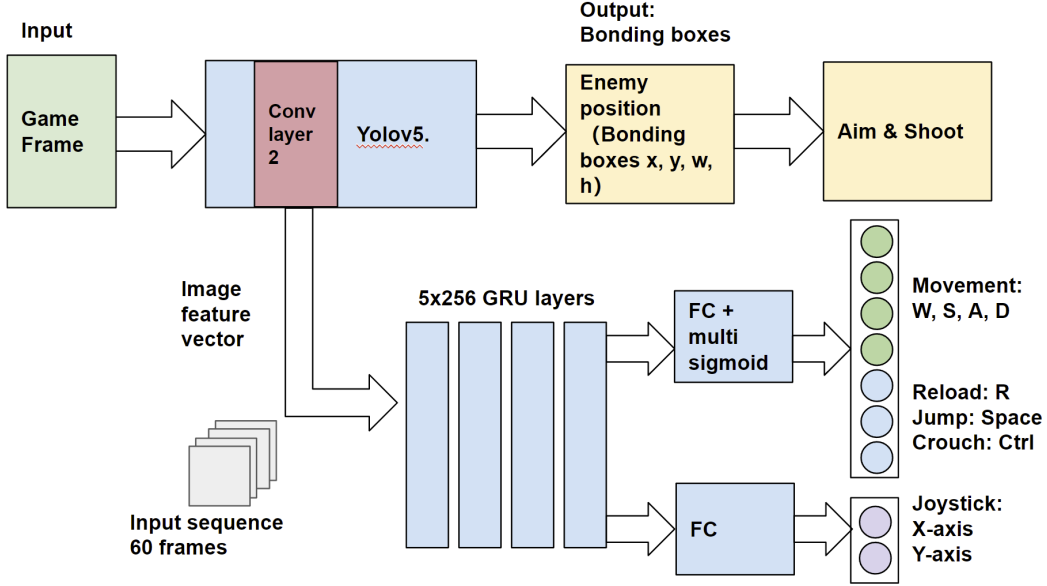 Input
Game
Frame
Conv
layer
2
Yolov5.
Output:
Bonding boxes
Enemy
position
（Bonding
boxes x, y, w,
h）
Aim & Shoot
Image
feature
vector
Input sequence
60 frames
5x256 GRU layers
FC +
multi
sigmoid
Movement:
W, S, A, D
Reload: R
Jump: Space
Crouch: Ctrl
FC
Joystick:
X-axis
Y-axis